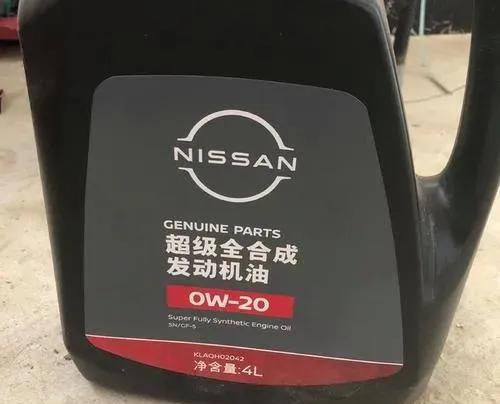 NISSAN
GENUINE PARTS
超级全合成
发动机油
0W-20
Super Fully Synthetic Engine Oil
SN/GF-5
KLAQH02042
净含量:4L